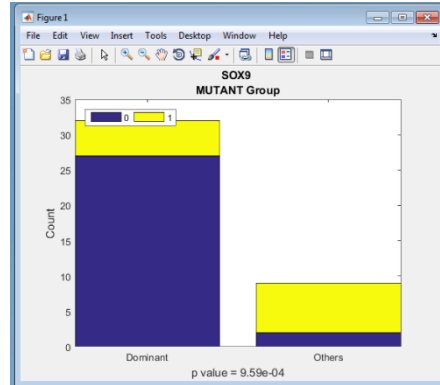 Figure 1
File Edit View Insert Tools Desktop Window Help
SOX9
MUTANT Group
35
30
25
20
15
10
5
0
Count
0 1
Dominant Others
p value = 9.59e-04